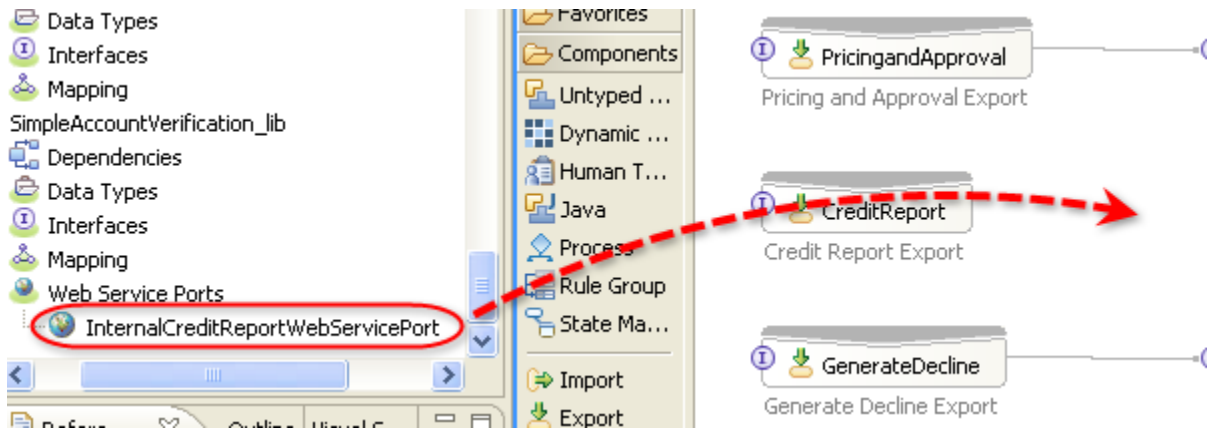 Data Types
Interfaces
Mapping
SimpleAccountVerification_lib
Dependencies
Data Types
Interfaces
Mapping
Web Service Ports
InternalCreditReportWebServicePort
Outline
Favorites
Components
Untyped ...
Dynamic ...
Human T...
Java
Process
Rule Group
State Ma...
Import
Export
PricingandApproval
Pricing and Approval Export
CreditReport
Credit Report Export
GenerateDecline
Generate Decline Export